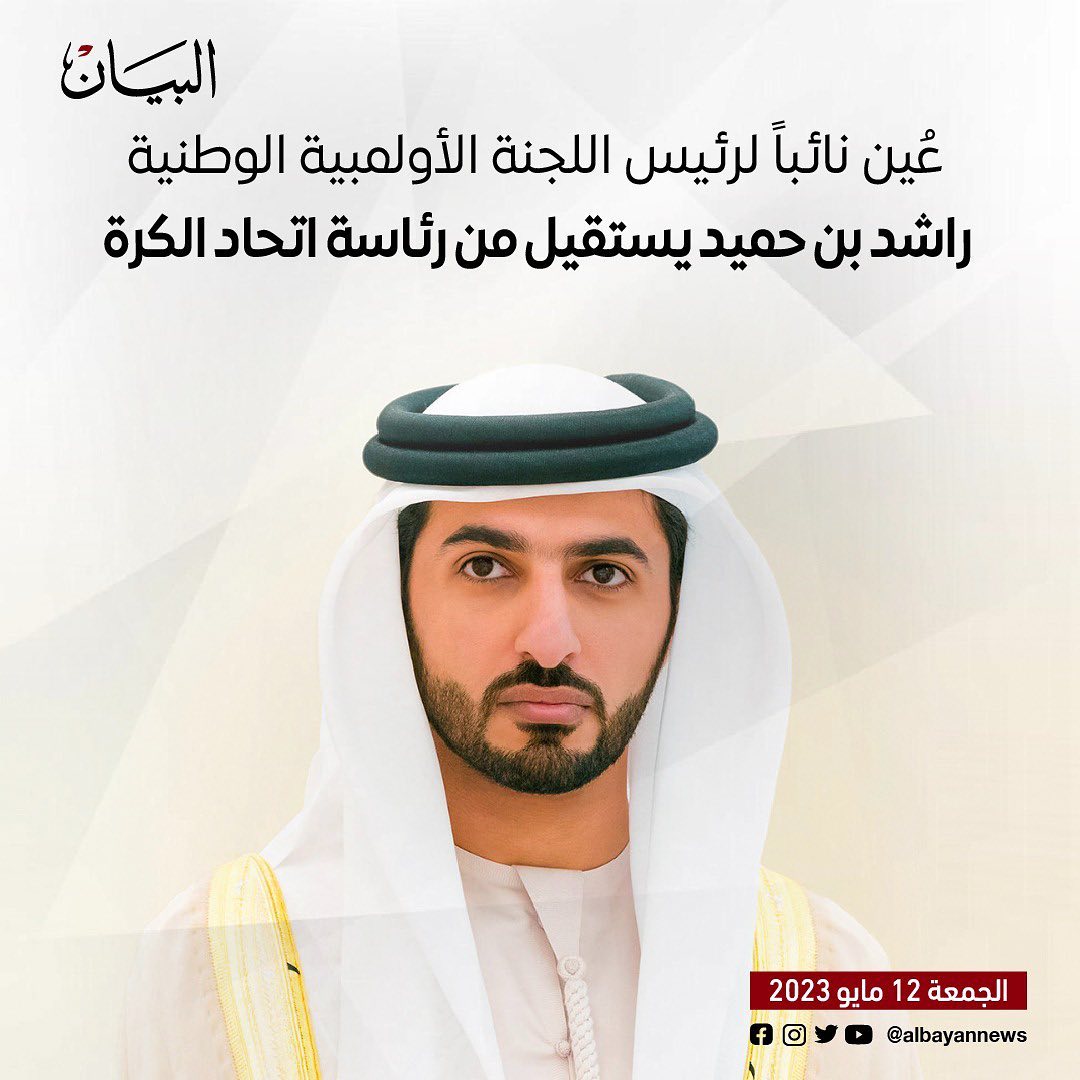 البيان
عُين نائباً لرئيس اللجنة الأولمبية الوطنية
راشد بن حميد يستقيل من رئاسة اتحاد الكرة
الجمعة 12 مايو 2023
@albayannews